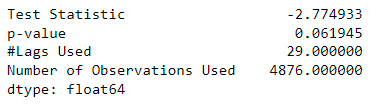 Test Statistic -2.774933
p-value 0.061945
#Lags Used 29.000000
Number of Observations Used 4876.000000
dtype: float64